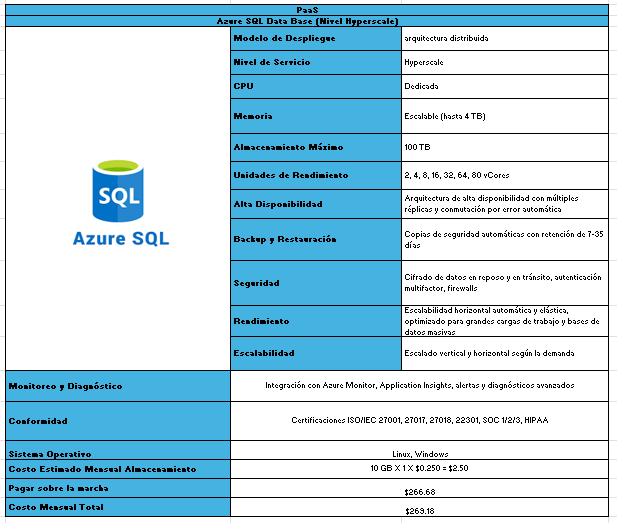 PaaS
Azure SQL Data Base (Nivel Hyperscale)
SQL
Azure SQL
Modelo de Despliegue
arquitectura distribuida
Nivel de Servicio
Hyperscale
CPU
Dedicada
Memoria
Escalable (hasta 4 TB)
Almacenamiento Máximo
100 TB
Unidades de Rendimiento
2, 4, 8, 16, 32, 64, 80 vCores
Alta Disponibilidad
Arquitectura de alta disponibilidad con múltiples
réplicas y conmutación por error automática
Backup y Restauración
Copias de seguridad automáticas con retención de 7-35
días
Seguridad
Cifrado de datos en reposo y en tránsito, autenticación
multifactor, firewalls
Rendimiento
Escalabilidad horizontal automática y elástica,
optimizado para grandes cargas de trabajo y bases de
datos masivas
Escalabilidad
Escalado vertical y horizontal según la demanda
Monitoreo y Diagnóstico
Integración con Azure Monitor, Application Insights, alertas y diagnósticos avanzados
Conformidad
Certificaciones ISO/IEC 27001, 27017, 27018, 22301, SOC 1/2/3, HIPAA
Sistema Operativo
Linux, Windows
Costo Estimado Mensual Almacenamiento
10 GB X 1 X $0.250 = $2.50
Pagar sobre la marcha
$266.68
Costo Mensual Total
$269.18